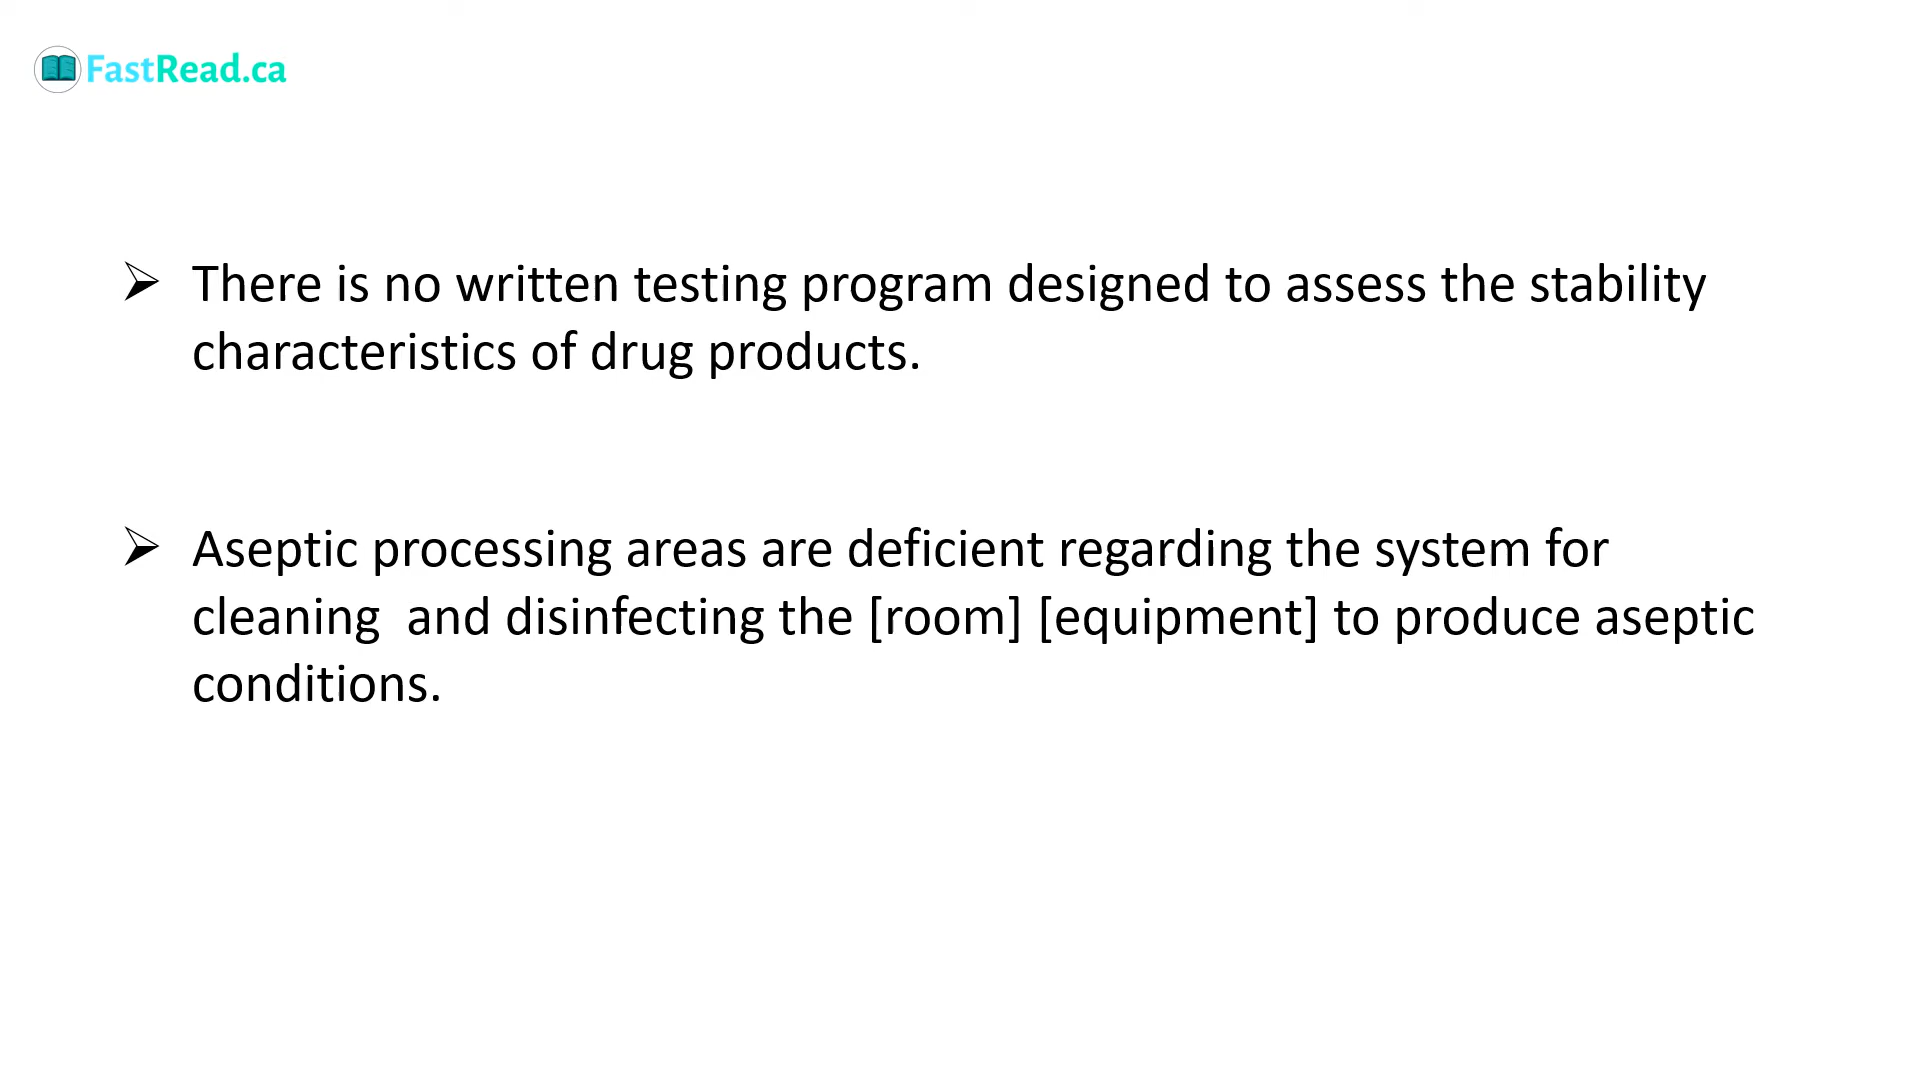 FastRead.ca
There is no written testing program designed to assess the stability
characteristics of drug products.
Aseptic processing areas are deficient regarding the system for
cleaning  and disinfecting the [room] [equipment] to produce aseptic
conditions.